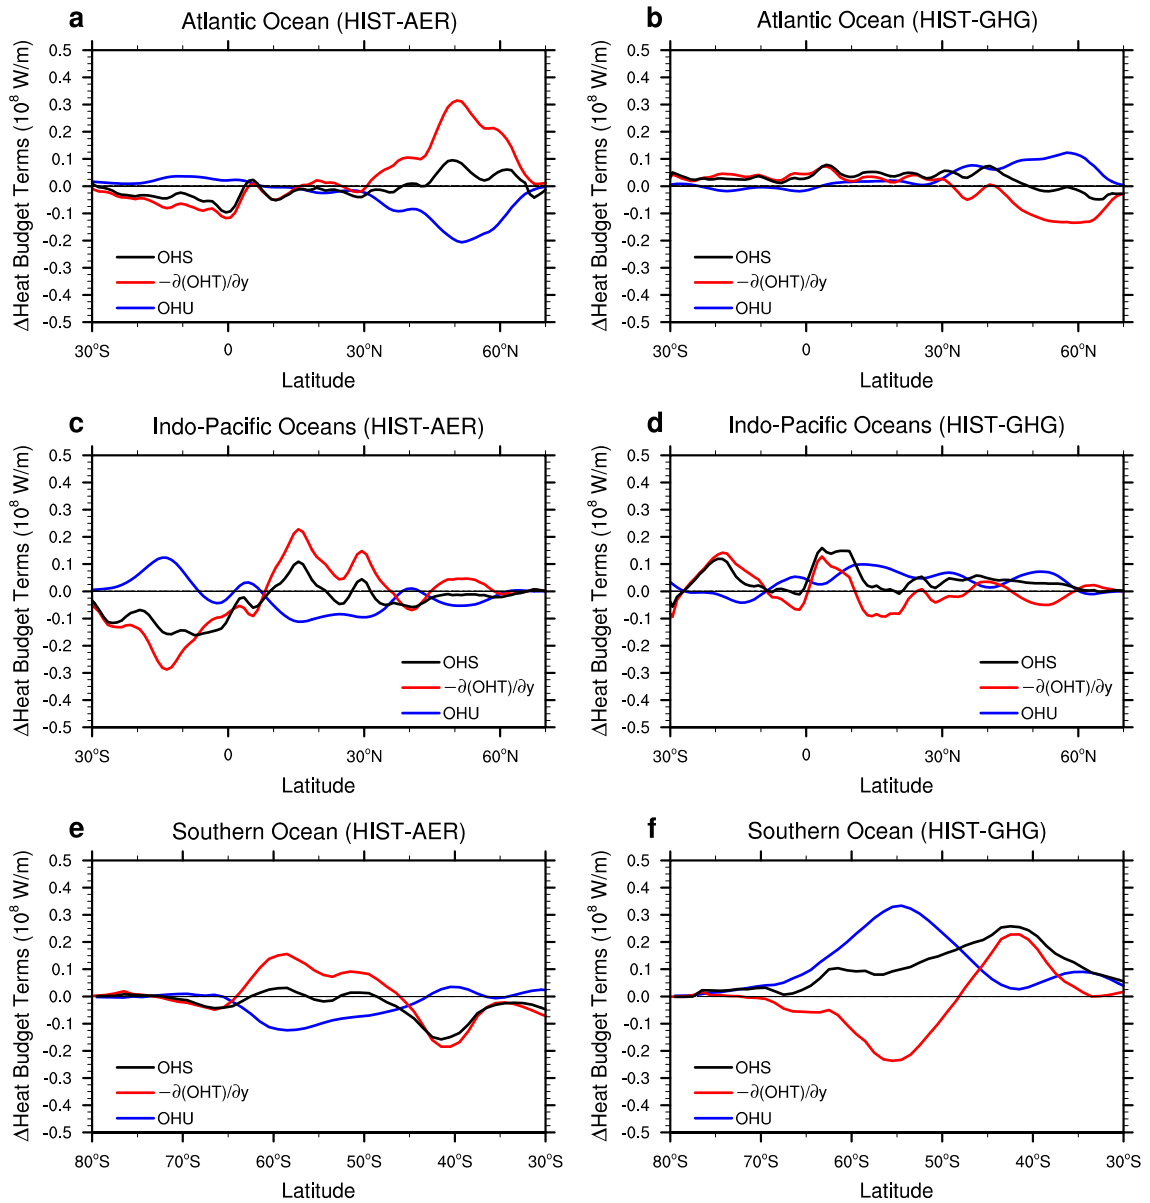 a Atlantic Ocean (HIST-AER)
ΔHeat Budget Terms (10⁸ W/m)
0.5
0.4
0.3
0.2
0.1
0.0
-0.1
-0.2
-0.3
-0.4
-0.5
OHS
−∂(OHT)/∂y
OHU
30°S 0 30°N 60°N
Latitude
b Atlantic Ocean (HIST-GHG)
ΔHeat Budget Terms (10⁸ W/m)
0.5
0.4
0.3
0.2
0.1
0.0
-0.1
-0.2
-0.3
-0.4
-0.5
OHS
−∂(OHT)/∂y
OHU
30°S 0 30°N 60°N
Latitude
c Indo-Pacific Oceans (HIST-AER)
ΔHeat Budget Terms (10⁸ W/m)
0.5
0.4
0.3
0.2
0.1
0.0
-0.1
-0.2
-0.3
-0.4
-0.5
OHS
−∂(OHT)/∂y
OHU
30°S 0 30°N 60°N
Latitude
d Indo-Pacific Oceans (HIST-GHG)
ΔHeat Budget Terms (10⁸ W/m)
0.5
0.4
0.3
0.2
0.1
0.0
-0.1
-0.2
-0.3
-0.4
-0.5
OHS
−∂(OHT)/∂y
OHU
30°S 0 30°N 60°N
Latitude
e Southern Ocean (HIST-AER)
ΔHeat Budget Terms (10⁸ W/m)
0.5
0.4
0.3
0.2
0.1
0.0
-0.1
-0.2
-0.3
-0.4
-0.5
OHS
−∂(OHT)/∂y
OHU
80°S 70°S 60°S 50°S 40°S 30°S
Latitude
f Southern Ocean (HIST-GHG)
ΔHeat Budget Terms (10⁸ W/m)
0.5
0.4
0.3
0.2
0.1
0.0
-0.1
-0.2
-0.3
-0.4
-0.5
OHS
−∂(OHT)/∂y
OHU
80°S 70°S 60°S 50°S 40°S 30°S
Latitude